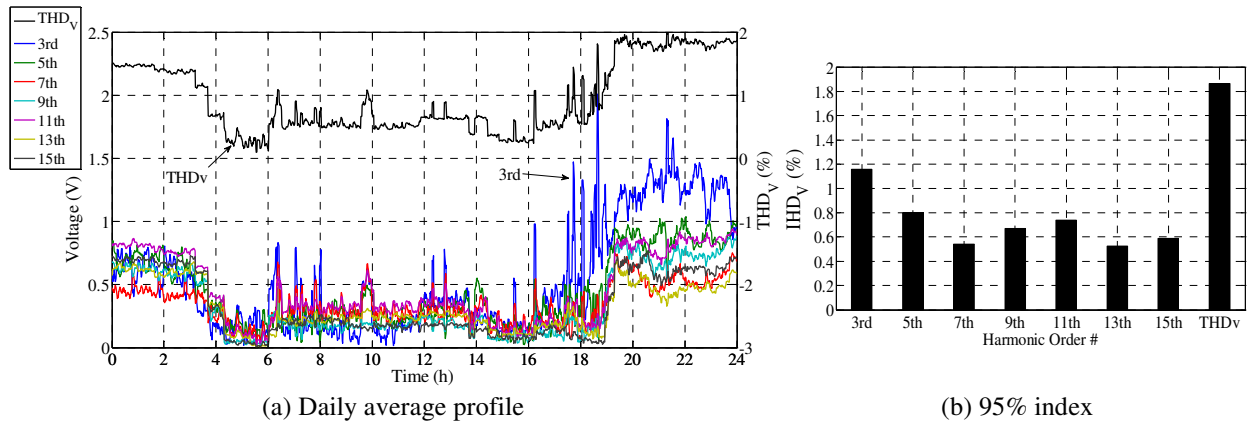 THDV
3rd
5th
7th
9th
11th
13th
15th
2.5
2
1.5
1
0.5
0
Voltage (V)
THDv
3rd
2
1
0
-1
-2
-3
THDV (%)
0 2 4 6 8 10 12 14 16 18 20 22 24
Time (h)
(a) Daily average profile
2
1.8
1.6
1.4
1.2
1
0.8
0.6
0.4
0.2
0
IHDV (%)
3rd 5th 7th 9th 11th 13th 15th THDv
Harmonic Order #
(b) 95% index